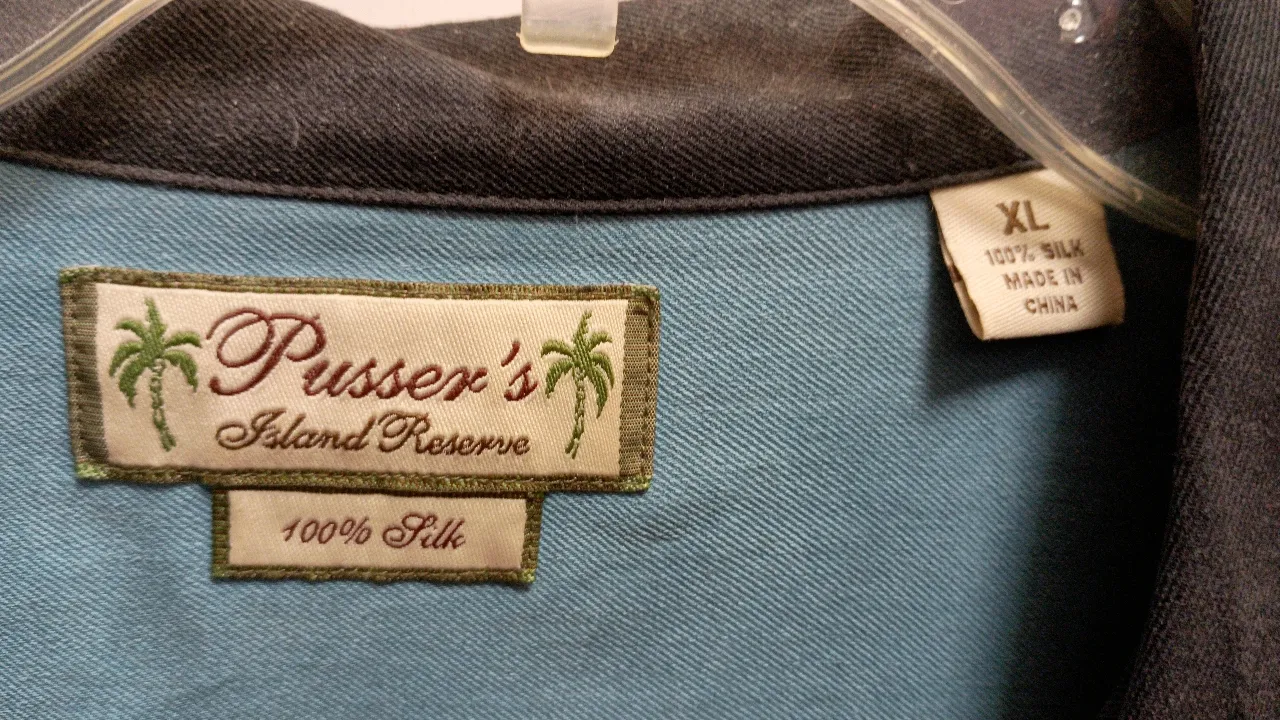 Pusser's
Island Reserve
100% Silk
XL
100% SILK
MADE IN
CHINA